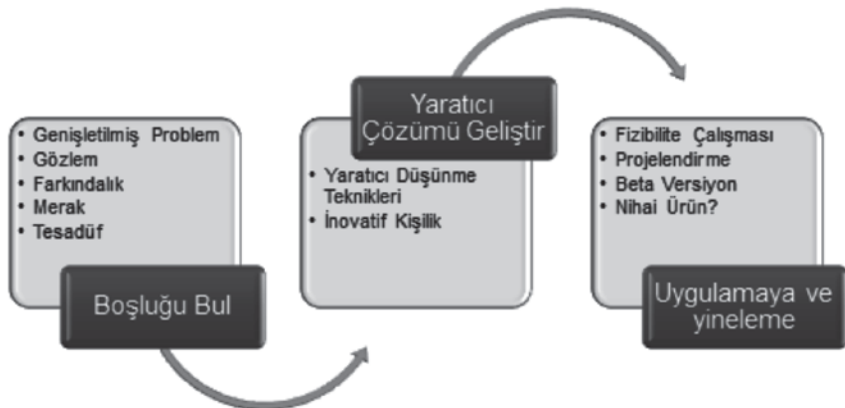 • Genişletilmiş Problem
• Gözlem
• Farkındalık
• Merak
• Tesadüf
Boşluğu Bul
Yaratıcı
Çözümü Geliştir
• Yaratıcı Düşünme
Teknikleri
• İnovatif Kişilik
• Fizibilite Çalışması
• Projelendirme
• Beta Versiyon
• Nihai Ürün?
Uygulamaya ve
yineleme